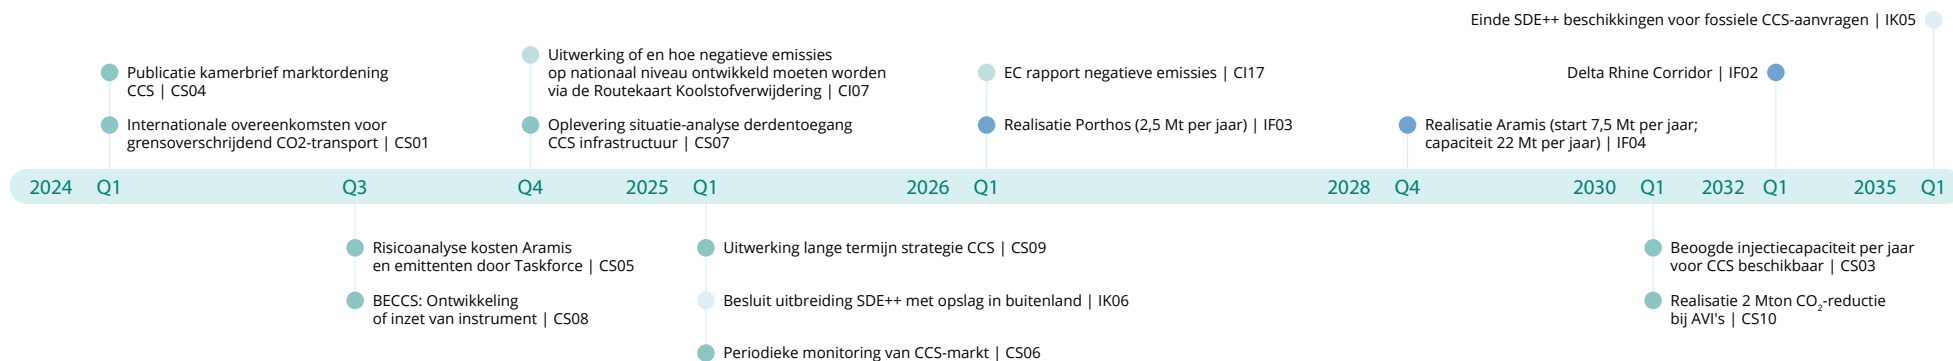 Einde SDE++ beschikkingen voor fossiele CCS-aanvragen | IK05
Publicatie kamerbrief marktordening
CCS | CS04
Internationale overeenkomsten voor
grensoverschrijdend CO2-transport | CS01
Uitwerking of en hoe negatieve emissies
op nationaal niveau ontwikkeld moeten worden
via de Routekaart Koolstofverwijdering | CI07
Oplevering situatie-analyse derdentoegang
CCS infrastructuur | CS07
EC rapport negatieve emissies | CI17
Realisatie Porthos (2,5 Mt per jaar) | IF03
Delta Rhine Corridor | IF02
Realisatie Aramis (start 7,5 Mt per jaar;
capaciteit 22 Mt per jaar) | IF04
2024 Q1 Q3 Q4 2025 Q1 2026 Q1 2028 Q4 2030 Q1 2032 Q1 2035 Q1
Risicoanalyse kosten Aramis
en emittenten door Taskforce | CS05
BECCS: Ontwikkeling
of inzet van instrument | CS08
Uitwerking lange termijn strategie CCS | CS09
Besluit uitbreiding SDE++ met opslag in buitenland | IK06
Periodieke monitoring van CCS-markt | CS06
Beoogde injectiecapaciteit per jaar
voor CCS beschikbaar | CS03
Realisatie 2 Mton CO₂-reductie
bij AVI's | CS10